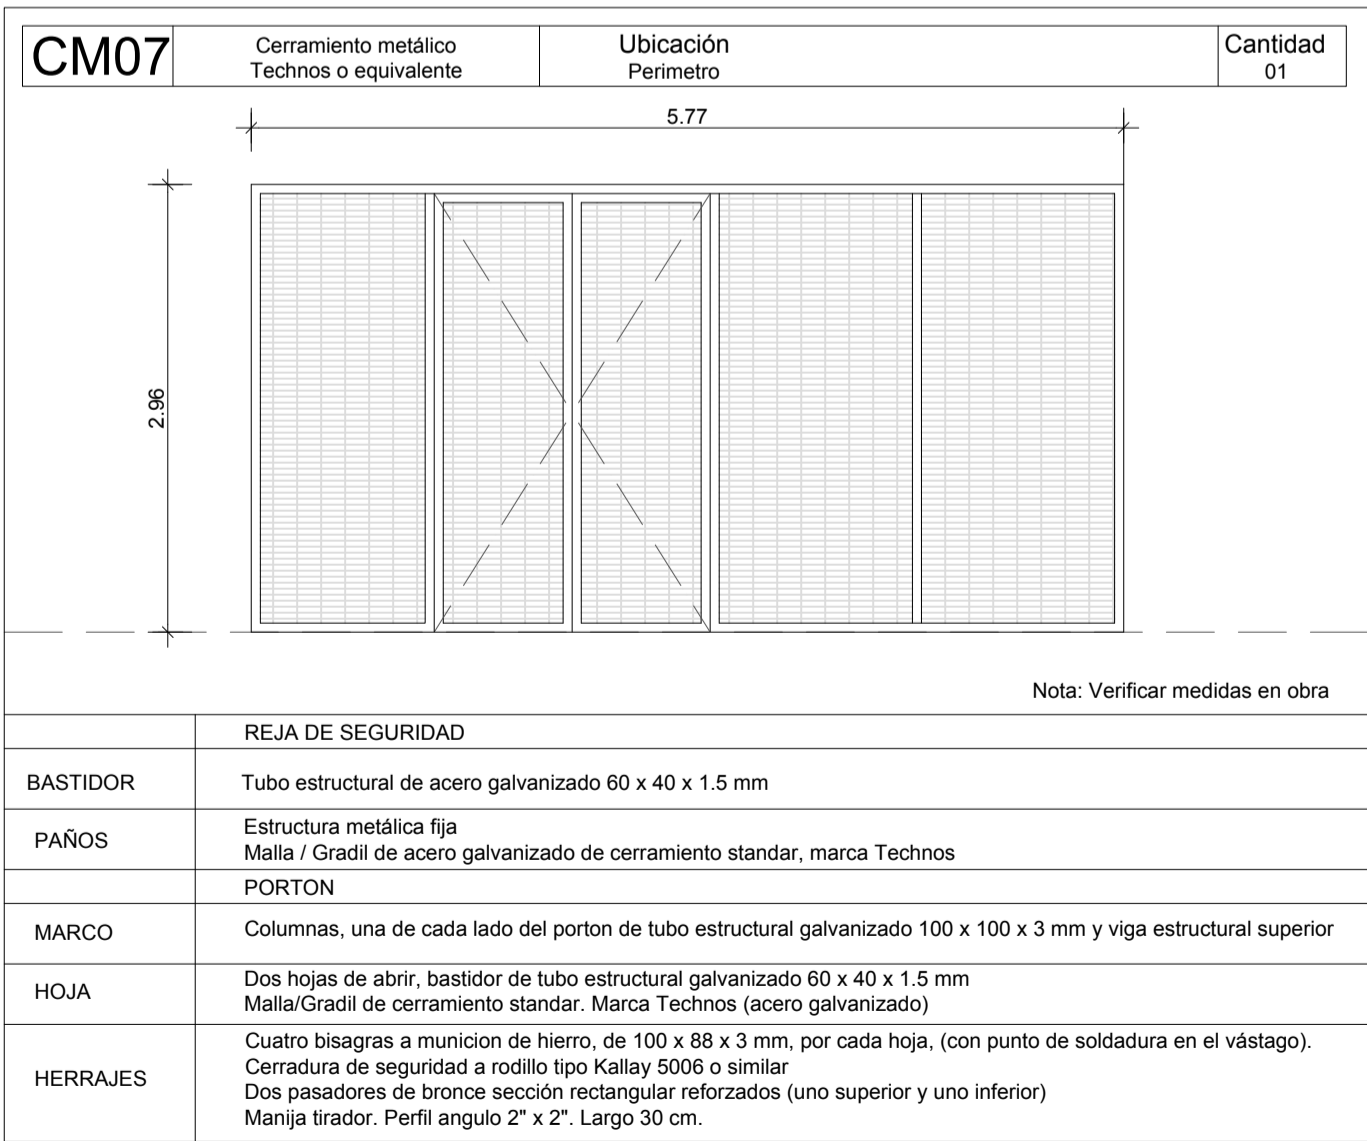 CM07
Cerramiento metálico
Technos o equivalente
Ubicación
Perimetro
Cantidad
01
5.77
2.96
Nota: Verificar medidas en obra
REJA DE SEGURIDAD
BASTIDOR
Tubo estructural de acero galvanizado 60 x 40 x 1.5 mm
PAÑOS
Estructura metálica fija
Malla / Gradil de acero galvanizado de cerramiento standar, marca Technos
PORTON
MARCO
Columnas, una de cada lado del porton de tubo estructural galvanizado 100 x 100 x 3 mm y viga estructural superior
HOJA
Dos hojas de abrir, bastidor de tubo estructural galvanizado 60 x 40 x 1.5 mm
Malla/Gradil de cerramiento standar. Marca Technos (acero galvanizado)
HERRAJES
Cuatro bisagras a municion de hierro, de 100 x 88 x 3 mm, por cada hoja, (con punto de soldadura en el vástago).
Cerradura de seguridad a rodillo tipo Kallay 5006 o similar
Dos pasadores de bronce sección rectangular reforzados (uno superior y uno inferior)
Manija tirador. Perfil angulo 2" x 2". Largo 30 cm.